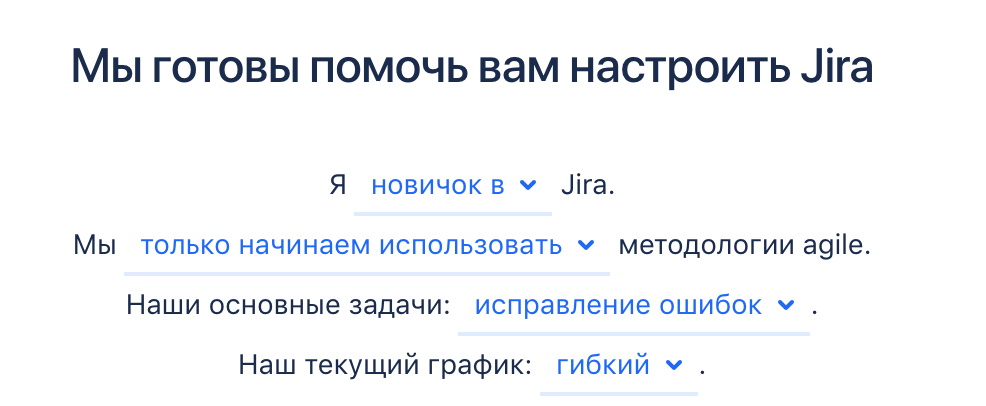 Мы готовы помочь вам настроить Jira
Я новичок в Jira.
Мы только начинаем использовать методологии agile.
Наши основные задачи: исправление ошибок .
Наш текущий график: гибкий .